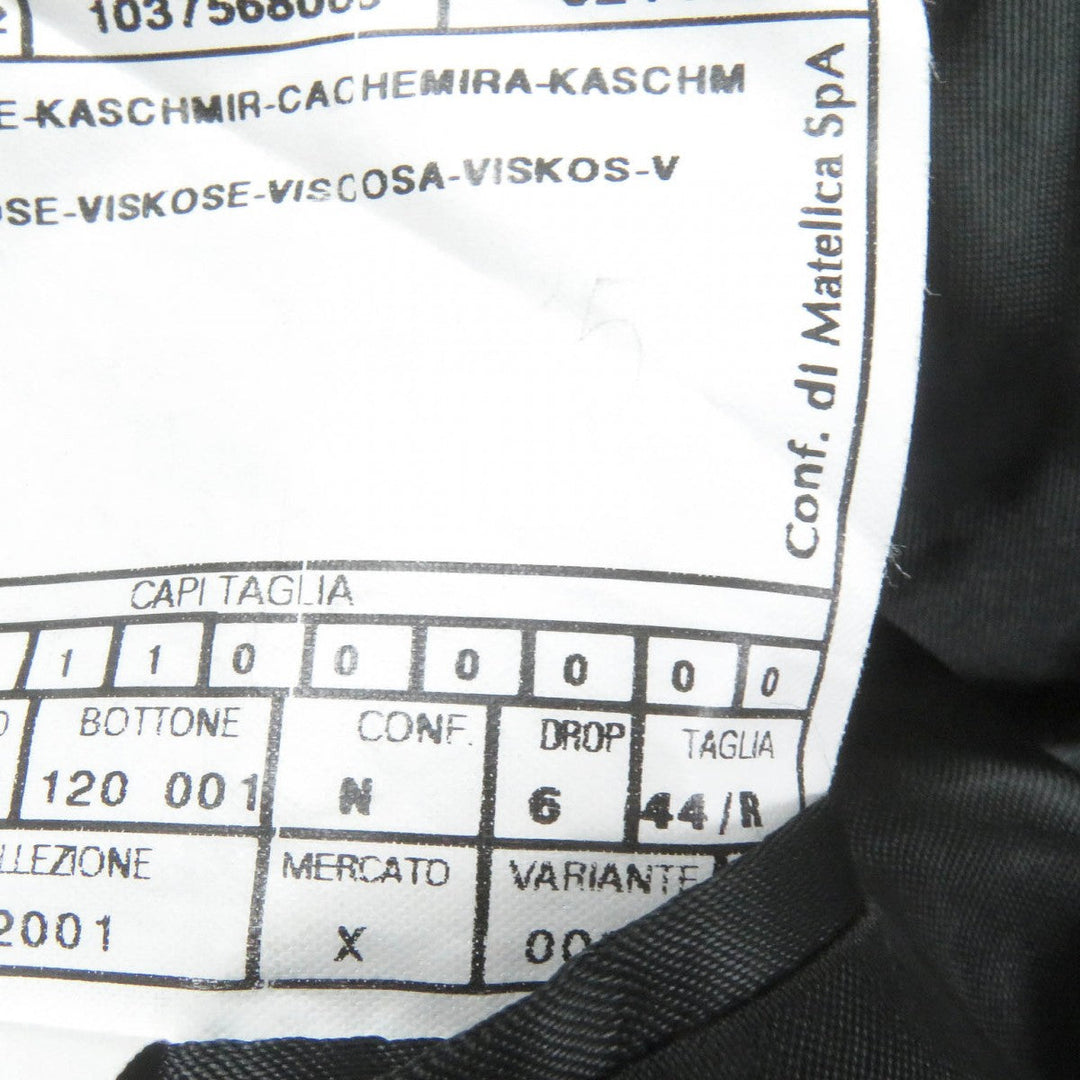 E-KASCHMIR-CACHEMIRA-KASCHM
OSE-VISKOSE-VISCOSA-VISKOS-V
Conf. di Matelica SpA
CAPI TAGLIA
1 1 0 0 0 0 0 0
BOTTONE CONF. DROP TAGLIA
120 001 N 6 44/R
LLEZIONE MERCATO VARIANTE
2001 X 00